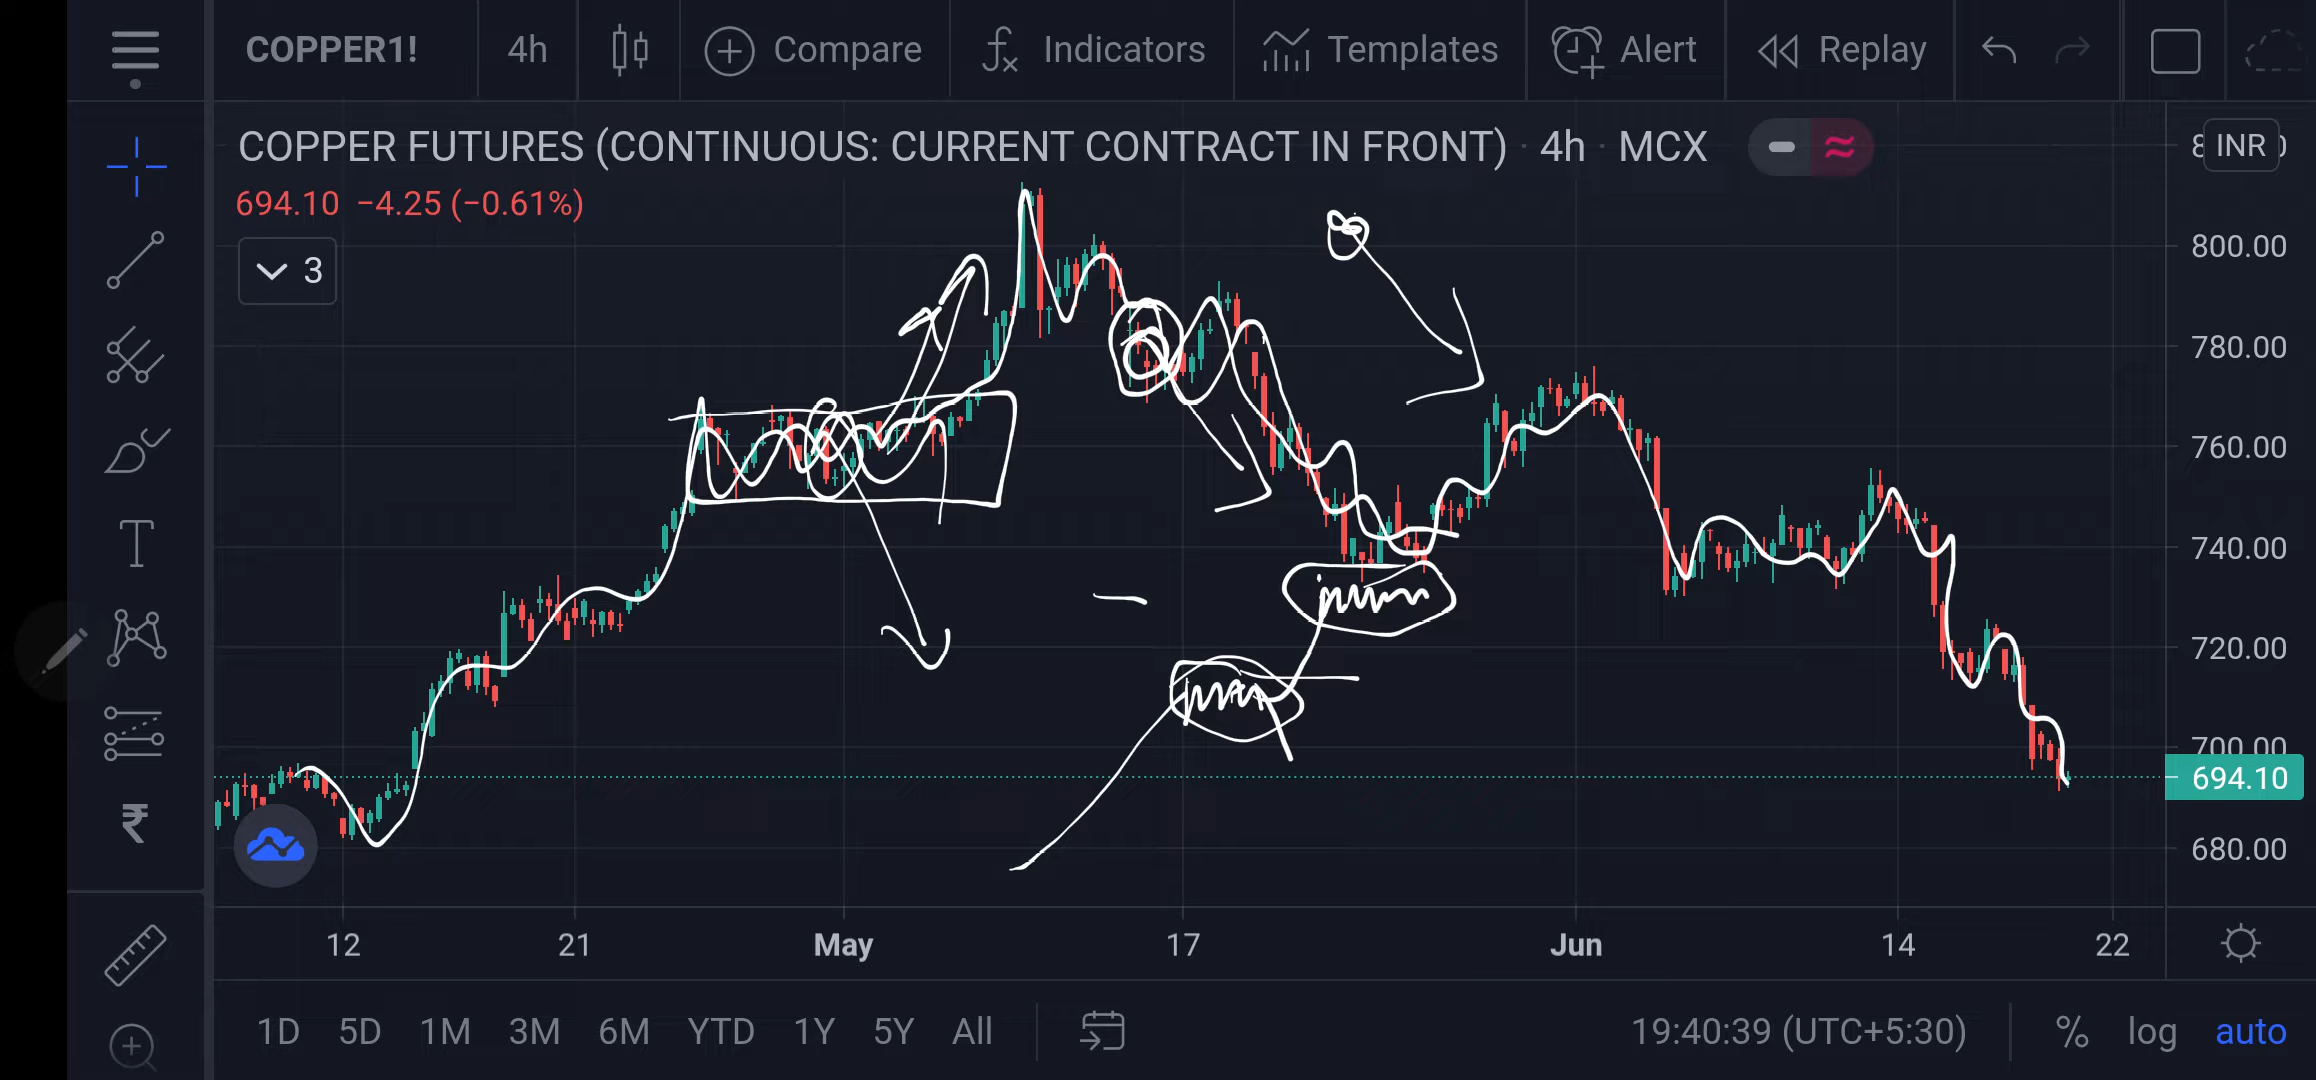 COPPER1! 4h Compare Indicators Templates Alert Replay
COPPER FUTURES (CONTINUOUS: CURRENT CONTRACT IN FRONT) · 4h · MCX
INR
694.10 −4.25 (−0.61%)
3
800.00
780.00
760.00
740.00
720.00
700.00
694.10
680.00
₹
12 21 May 17 Jun 14 22
1D 5D 1M 3M 6M YTD 1Y 5Y All 19:40:39 (UTC+5:30) % log auto